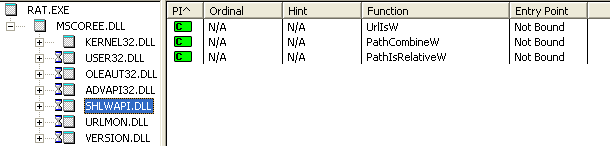 RAT.EXE
MSCOREE.DLL
KERNEL32.DLL
USER32.DLL
OLEAUT32.DLL
ADVAPI32.DLL
SHLWAPI.DLL
URLMON.DLL
VERSION.DLL
PI^ Ordinal Hint Function Entry Point
C N/A N/A UrlIsW Not Bound
C N/A N/A PathCombineW Not Bound
C N/A N/A PathIsRelativeW Not Bound